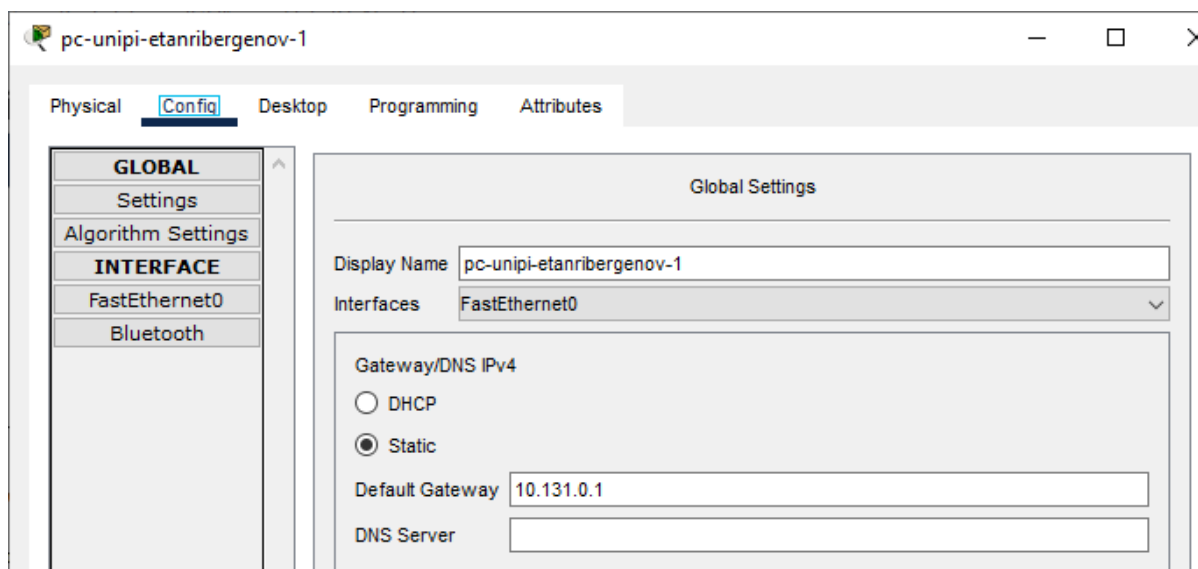 pc-unipi-etanribergenov-1
Physical Config Desktop Programming Attributes
GLOBAL
Settings
Algorithm Settings
INTERFACE
FastEthernet0
Bluetooth
Global Settings
Display Name pc-unipi-etanribergenov-1
Interfaces FastEthernet0
Gateway/DNS IPv4
DHCP
Static
Default Gateway 10.131.0.1
DNS Server